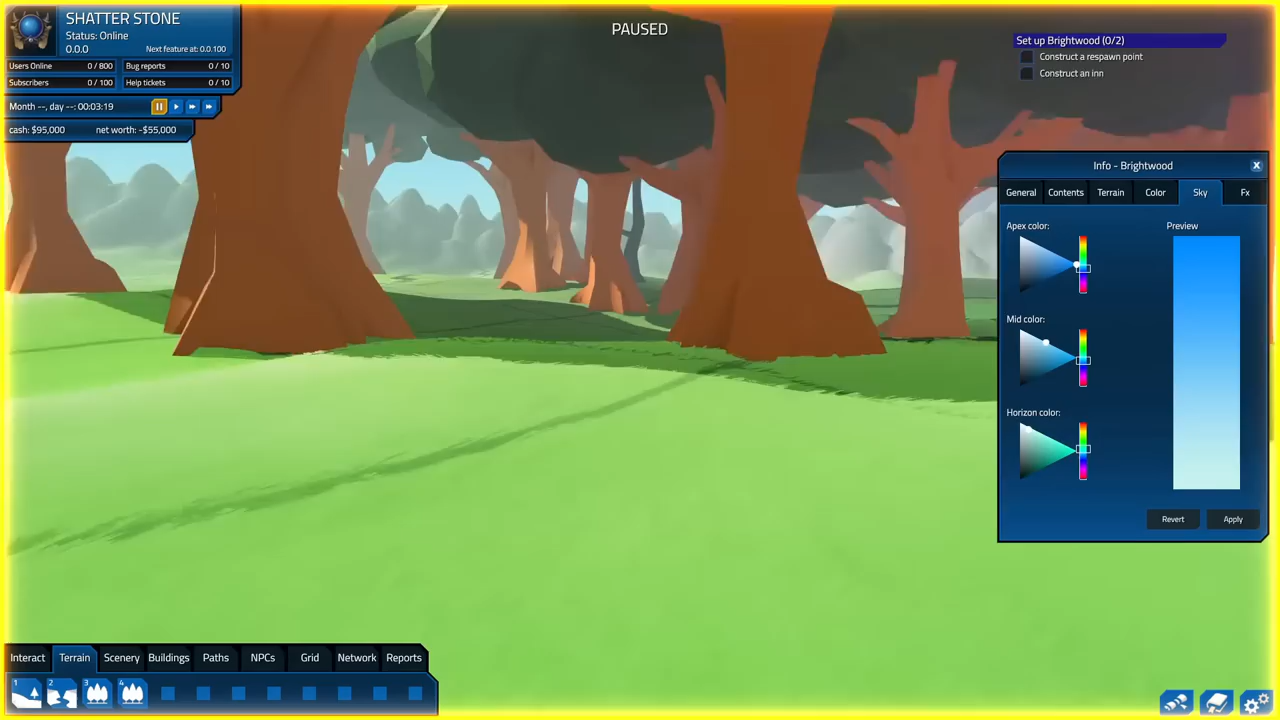 SHATTER STONE
Status: Online
0.0.0
Next feature at: 0.0.100
Users Online 0 / 800
Bug reports 0 / 10
Subscribers 0 / 100
Help tickets 0 / 10
Month --, day --: 00:03:19
cash: $95,000
net worth: -$55,000
PAUSED
Set up Brightwood (0/2)
Construct a respawn point
Construct an inn
Info - Brightwood
General Contents Terrain Color Sky Fx
Apex color:
Preview
Mid color:
Horizon color:
Revert Apply
Interact Terrain Scenery Buildings Paths NPCs Grid Network Reports
1 2 3 4